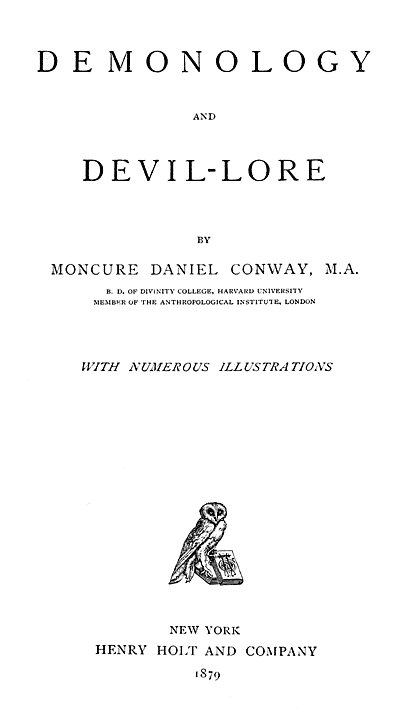 DEMONOLOGY
AND
DEVIL-LORE
BY
MONCURE DANIEL CONWAY, M.A.
B. D. OF DIVINITY COLLEGE, HARVARD UNIVERSITY
MEMBER OF THE ANTHROPOLOGICAL INSTITUTE, LONDON
WITH NUMEROUS ILLUSTRATIONS
NEW YORK
HENRY HOLT AND COMPANY
1879